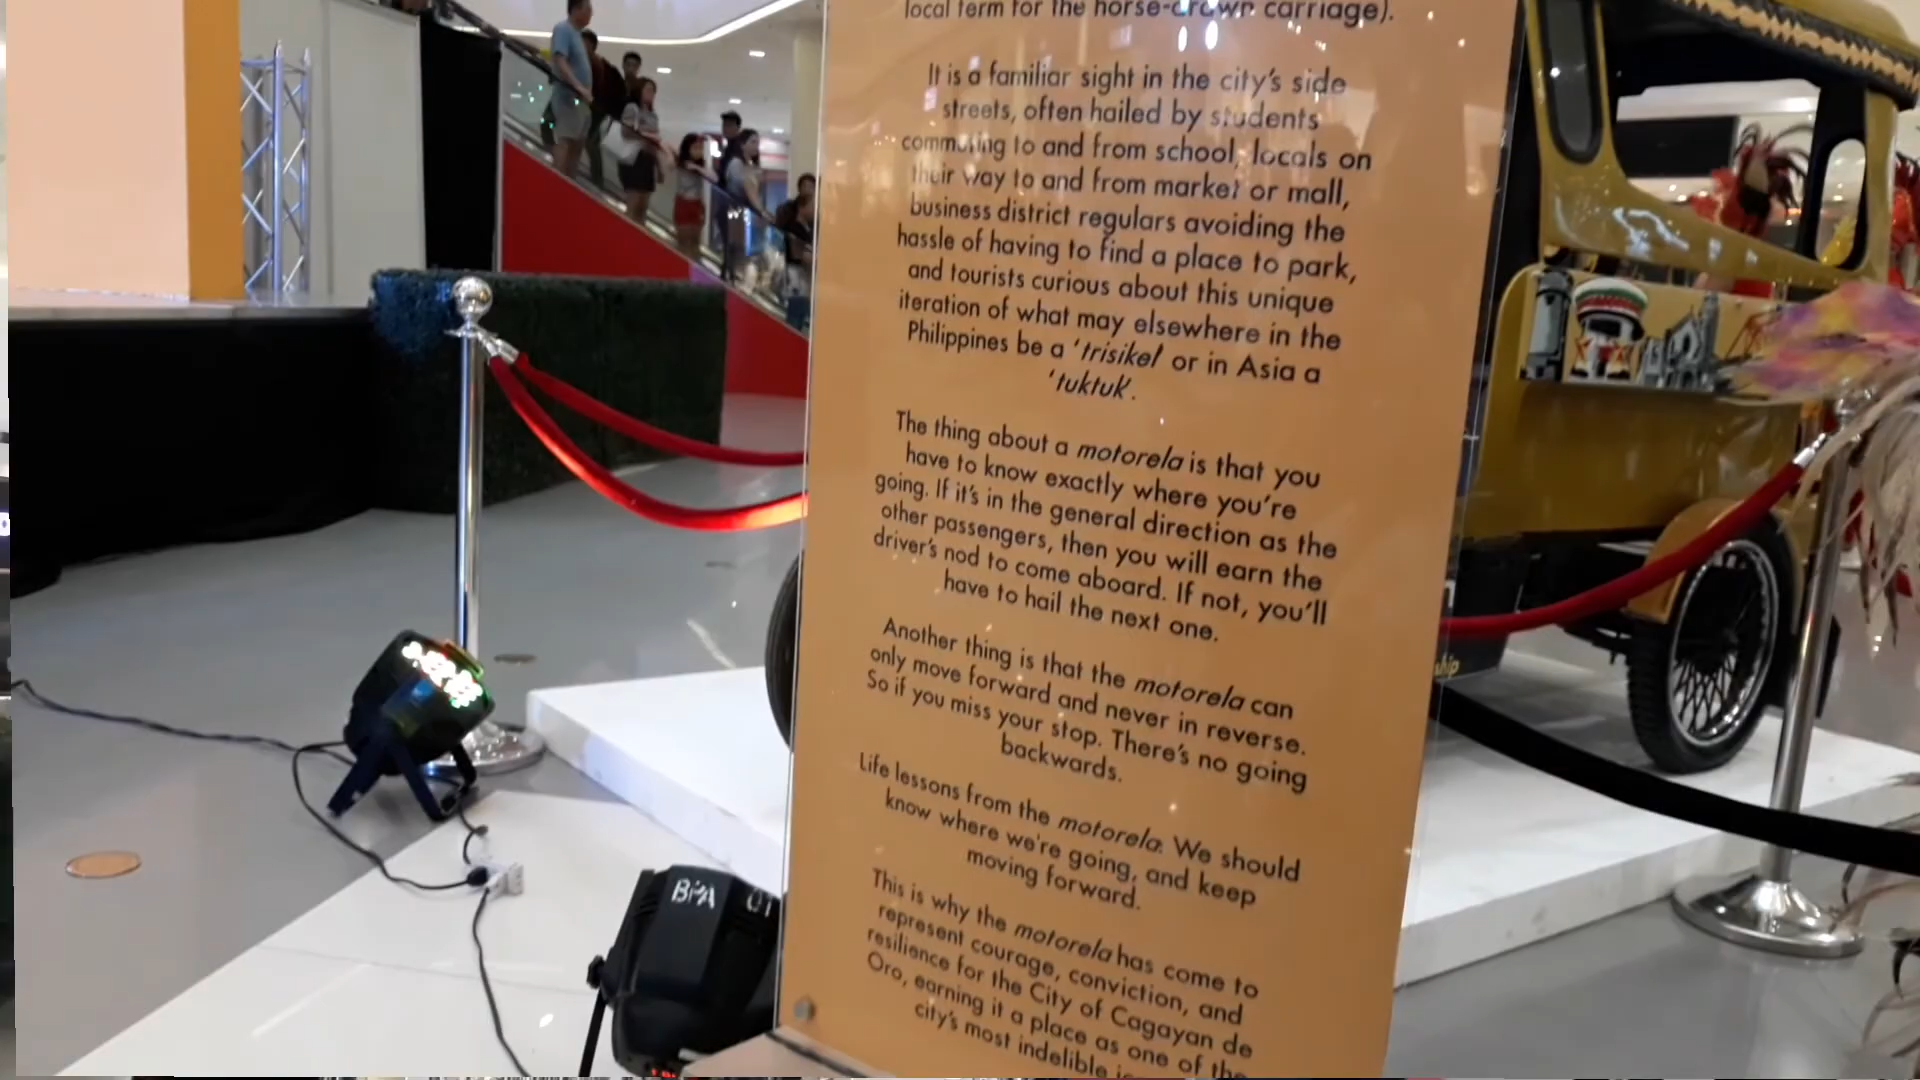 local term for the horse-drawn carriage).
It is a familiar sight in the city's side
streets, often hailed by students
commuting to and from school, locals on
their way to and from market or mall,
business district regulars avoiding the
hassle of having to find a place to park,
and tourists curious about this unique
iteration of what may elsewhere in the
Philippines be a 'trisikel' or in Asia a
'tuktuk'.
The thing about a motorela is that you
have to know exactly where you're
going. If it's in the general direction as the
other passengers, then you will earn the
driver's nod to come aboard. If not, you'll
have to hail the next one.
Another thing is that the motorela can
only move forward and never in reverse.
So if you miss your stop. There's no going
backwards.
Life lessons from the motorela. We should
know where we're going, and keep
moving forward.
This is why the motorela has come to
represent courage, conviction, and
resilience for the City of Cagayan de
Oro, earning it a place as one of the
city's most indelible
BPA 01